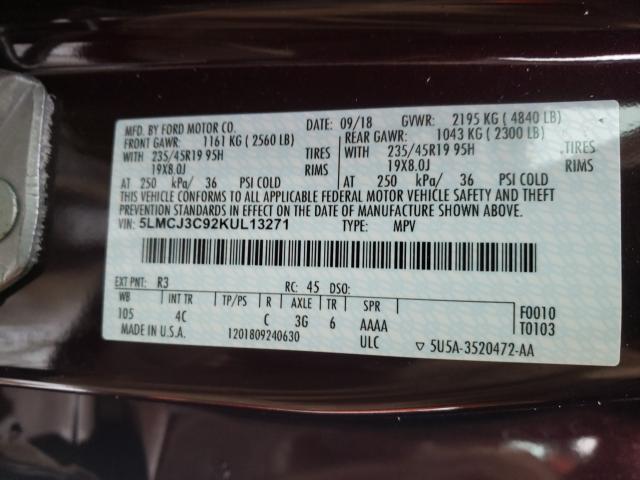 MFD. BY FORD MOTOR CO. DATE: 09/18 GVWR: 2195 KG ( 4840 LB)
FRONT GAWR: 1161 KG ( 2560 LB) REAR GAWR: 1043 KG ( 2300 LB)
WITH 235/45R19 95H TIRES WITH 235/45R19 95H TIRES
19X8.0J RIMS 19X8.0J RIMS
AT 250 kPa/ 36 PSI COLD AT 250 kPa/ 36 PSI COLD
THIS VEHICLE CONFORMS TO ALL APPLICABLE FEDERAL MOTOR VEHICLE SAFETY AND THEFT
PREVENTION STANDARDS IN EFFECT ON THE DATE OF MANUFACTURE SHOWN ABOVE.
VIN: 5LMCJ3C92KUL13271 TYPE: MPV
EXT PNT: R3 RC: 45 DSO:
WB INT TR TP/PS R AXLE TR SPR F0010
105 4C C 3G 6 AAAA T0103
MADE IN U.S.A. 1201809240630 ULC ▽ 5U5A-3520472-AA